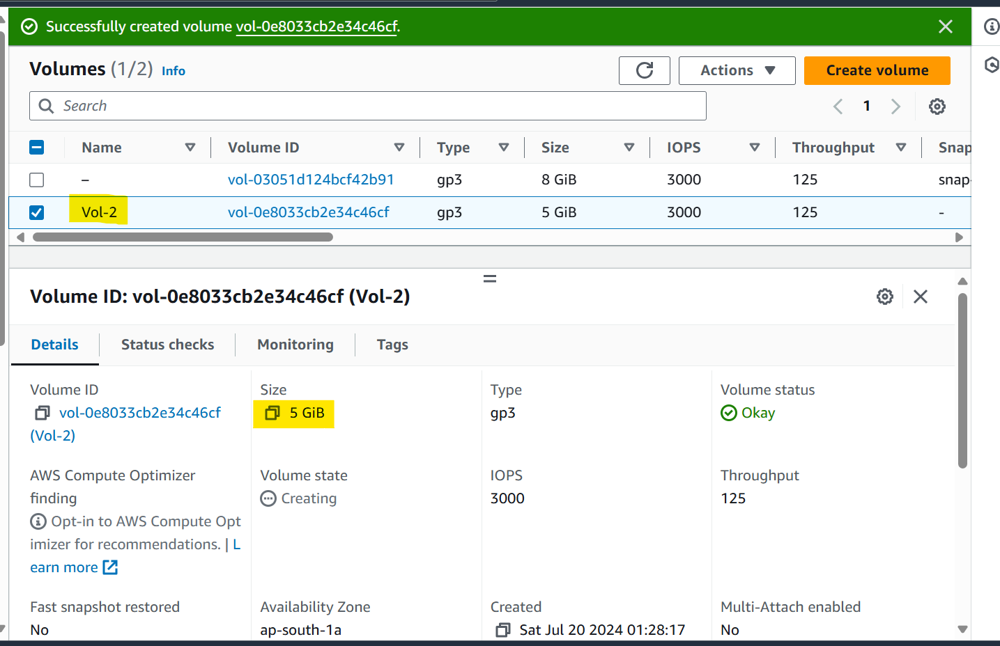 Successfully created volume vol-0e8033cb2e34c46cf.
Volumes (1/2) Info
Actions
Create volume
Search
1
Name Volume ID Type Size IOPS Throughput Snap
– vol-03051d124bcf42b91 gp3 8 GiB 3000 125 snap-
Vol-2 vol-0e8033cb2e34c46cf gp3 5 GiB 3000 125 -
Volume ID: vol-0e8033cb2e34c46cf (Vol-2)
Details Status checks Monitoring Tags
Volume ID
vol-0e8033cb2e34c46cf
(Vol-2)
Size
5 GiB
Type
gp3
Volume status
Okay
AWS Compute Optimizer
finding
Opt-in to AWS Compute Opt
imizer for recommendations. | L
earn more
Volume state
Creating
IOPS
3000
Throughput
125
Fast snapshot restored
No
Availability Zone
ap-south-1a
Created
Sat Jul 20 2024 01:28:17
Multi-Attach enabled
No